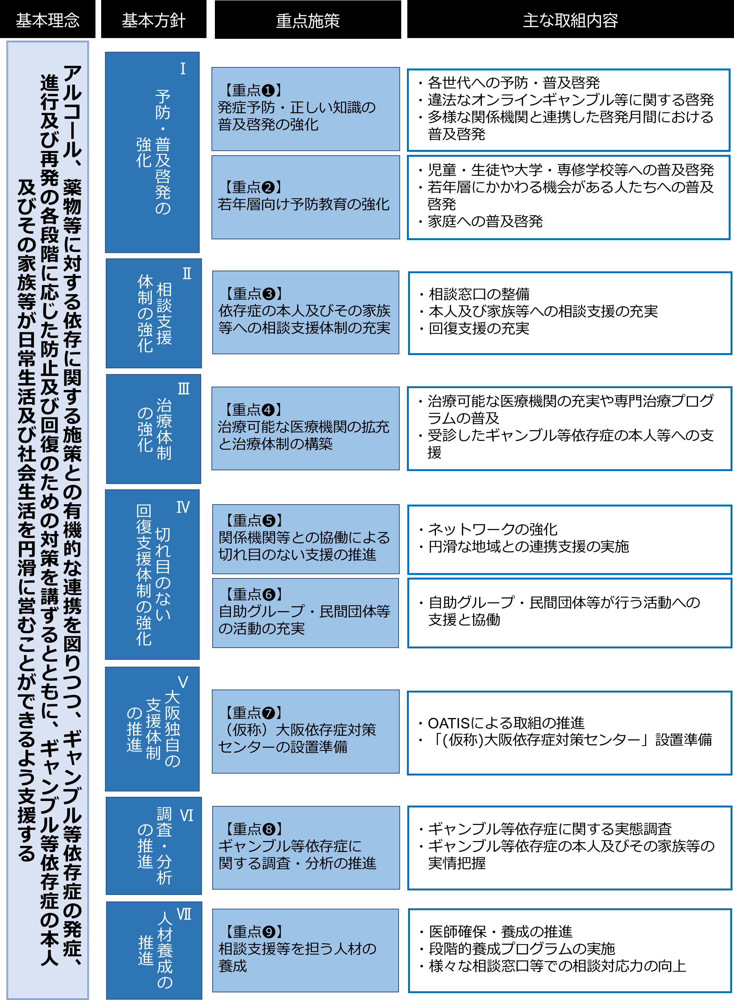 基本理念
基本方針
重点施策
主な取組内容
アルコール、薬物等に対する依存に関する施策との有機的な連携を図りつつ、ギャンブル等依存症の発症、
進行及び再発の各段階に応じた防止及び回復のための対策を講ずるとともに、ギャンブル等依存症の本人
及びその家族等が日常生活及び社会生活を円滑に営むことができるよう支援する
Ⅰ
予防・普及啓発の
強化
【重点❶】
発症予防・正しい知識の
普及啓発の強化
・各世代への予防・普及啓発
・違法なオンラインギャンブル等に関する啓発
・多様な関係機関と連携した啓発月間における
普及啓発
【重点❷】
若年層向け予防教育の強化
・児童・生徒や大学・専修学校等への普及啓発
・若年層にかかわる機会がある人たちへの普及
啓発
・家庭への普及啓発
Ⅱ
相談支援
体制の強化
【重点❸】
依存症の本人及びその家族
等への相談支援体制の充実
・相談窓口の整備
・本人及び家族等への相談支援の充実
・回復支援の充実
Ⅲ
治療体制
の強化
【重点❹】
治療可能な医療機関の拡充
と治療体制の構築
・治療可能な医療機関の充実や専門治療プログ
ラムの普及
・受診したギャンブル等依存症の本人等への支
援
Ⅳ
切れ目のない
回復支援体制の強化
【重点❺】
関係機関等との協働による
切れ目のない支援の推進
・ネットワークの強化
・円滑な地域との連携支援の実施
【重点❻】
自助グループ・民間団体等
の活動の充実
・自助グループ・民間団体等が行う活動への
支援と協働
Ⅴ
大阪独自の
支援体制
の推進
【重点❼】
（仮称）大阪依存症対策
センターの設置準備
・OATISによる取組の推進
・「(仮称)大阪依存症対策センター」設置準備
Ⅵ
調査・分析
の推進
【重点❽】
ギャンブル等依存症に
関する調査・分析の推進
・ギャンブル等依存症に関する実態調査
・ギャンブル等依存症の本人及びその家族等の
実情把握
Ⅶ
人材養成の
推進
【重点❾】
相談支援等を担う人材の
養成
・医師確保・養成の推進
・段階的養成プログラムの実施
・様々な相談窓口等での相談対応力の向上